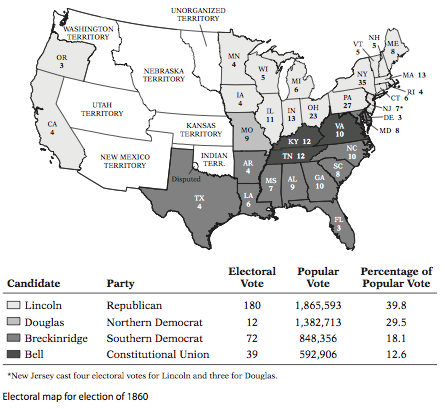 UNORGANIZED
TERRITORY
WASHINGTON
TERRITORY
OR
3
NEBRASKA
TERRITORY
UTAH
TERRITORY
CA
4
KANSAS
TERRITORY
NEW MEXICO
TERRITORY
INDIAN
TERR.
Disputed
TX
4
MN
4
WI
5
MI
6
IA
4
IL
11
IN
13
OH
23
PA
27
NY
35
VT
5
NH
5
ME
8
MA 13
RI 4
CT 6
NJ 7*
DE 3
MD 8
MO
9
KY 12
VA
10
TN 12
NC
10
SC
8
AR
4
LA
6
MS
7
AL
9
GA
10
FL
3
Candidate Party Electoral Vote Popular Vote Percentage of Popular Vote
Lincoln Republican 180 1,865,593 39.8
Douglas Northern Democrat 12 1,382,713 29.5
Breckinridge Southern Democrat 72 848,356 18.1
Bell Constitutional Union 39 592,906 12.6
*New Jersey cast four electoral votes for Lincoln and three for Douglas.
Electoral map for election of 1860